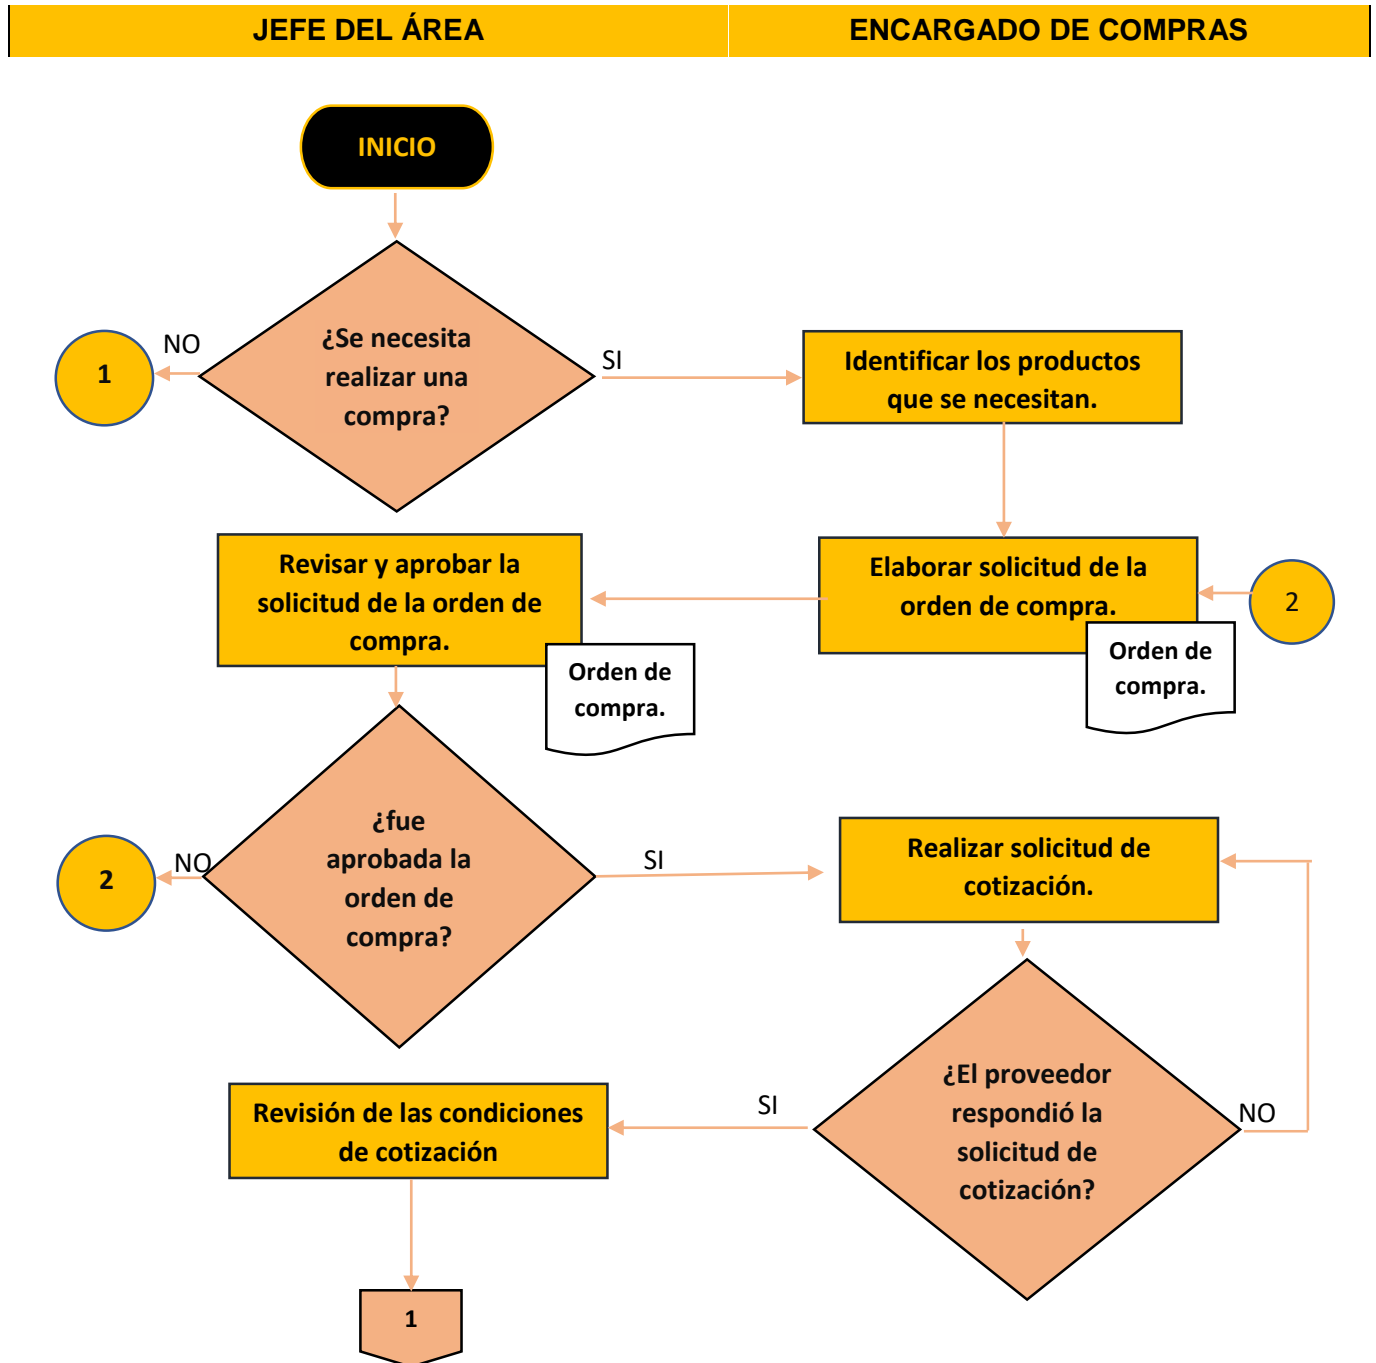 JEFE DEL ÁREA
ENCARGADO DE COMPRAS
INICIO
¿Se necesita
realizar una
compra?
NO
1
SI
Identificar los productos
que se necesitan.
Revisar y aprobar la
solicitud de la orden de
compra.
Orden de
compra.
Elaborar solicitud de la
orden de compra.
Orden de
compra.
2
¿fue
aprobada la
orden de
compra?
NO
2
SI
Realizar solicitud de
cotización.
¿El proveedor
respondió la
solicitud de
cotización?
NO
SI
Revisión de las condiciones
de cotización
1